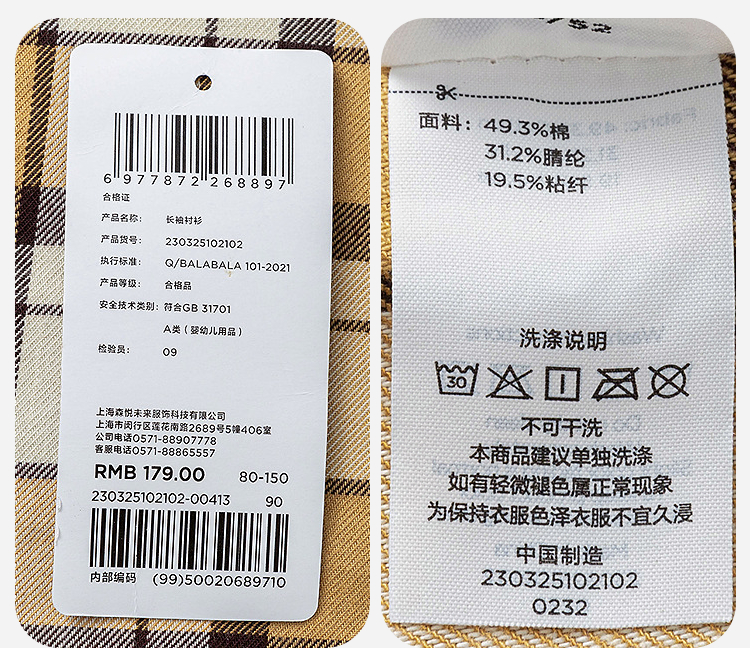 6 977872 268897
合格证
产品名称: 长袖衬衫
产品货号: 230325102102
执行标准: Q/BALABALA 101-2021
产品等级: 合格品
安全技术类别: 符合GB 31701
A类(婴幼儿用品)
检验员: 09
上海森悦未来服饰科技有限公司
上海市闵行区莲花南路2689号5幢406室
公司电话0571-88907778
客服电话0571-88865557
RMB 179.00 80-150
230325102102-00413 90
内部编码 (99)50020689710
面料: 49.3%棉
31.2%腈纶
19.5%粘纤
洗涤说明
30
不可干洗
本商品建议单独洗涤
如有轻微褪色属正常现象
为保持衣服色泽衣服不宜久浸
中国制造
230325102102
0232